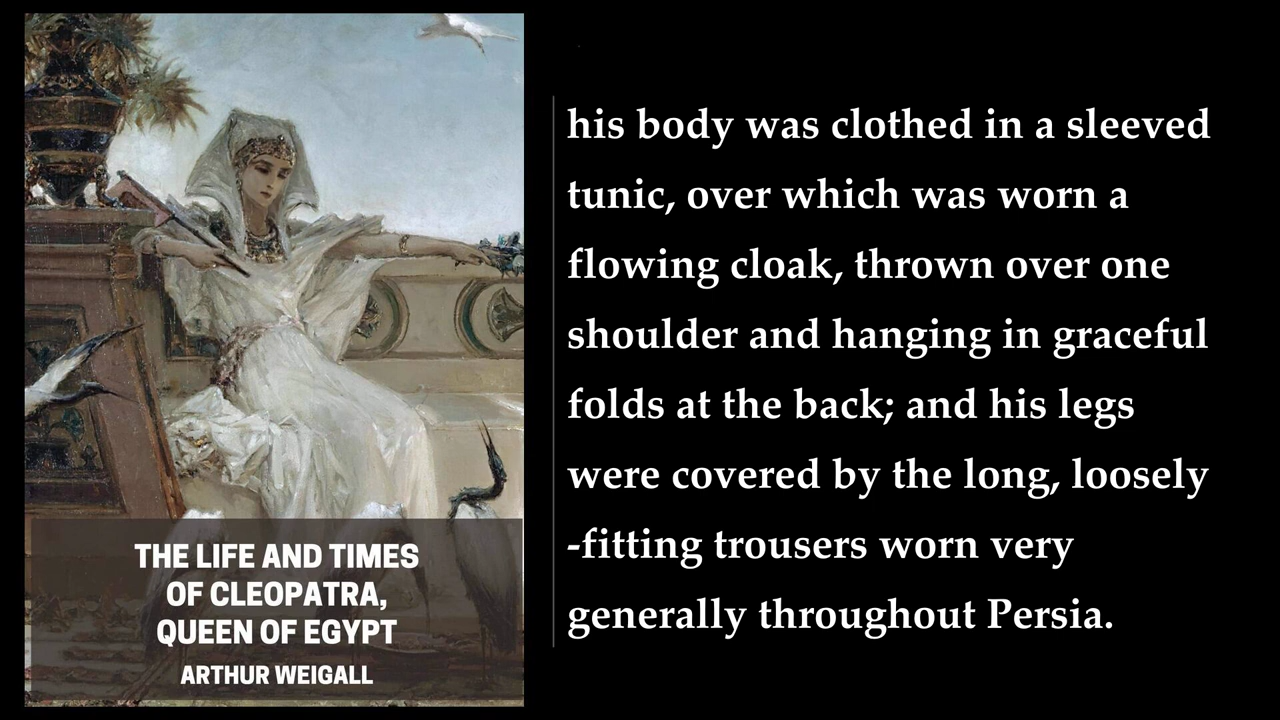 his body was clothed in a sleeved
tunic, over which was worn a
flowing cloak, thrown over one
shoulder and hanging in graceful
folds at the back; and his legs
were covered by the long, loosely
-fitting trousers worn very
generally throughout Persia.
THE LIFE AND TIMES
OF CLEOPATRA,
QUEEN OF EGYPT
ARTHUR WEIGALL